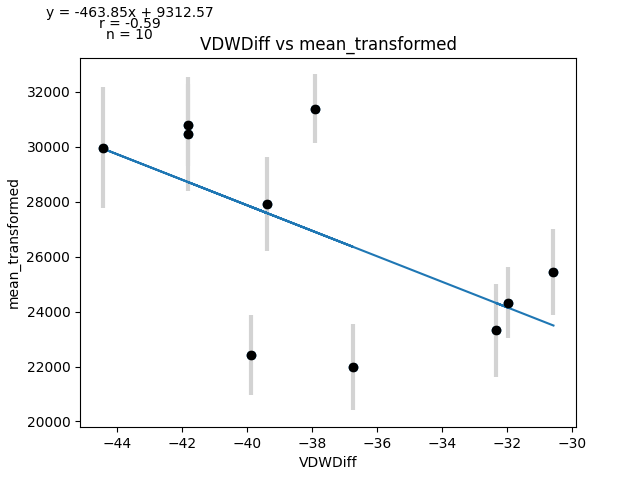 y = -463.85x + 9312.57
r = -0.59
n = 10
VDWDiff vs mean_transformed
mean_transformed
32000
30000
28000
26000
24000
22000
20000
−44
−42
−40
−38
−36
−34
−32
−30
VDWDiff